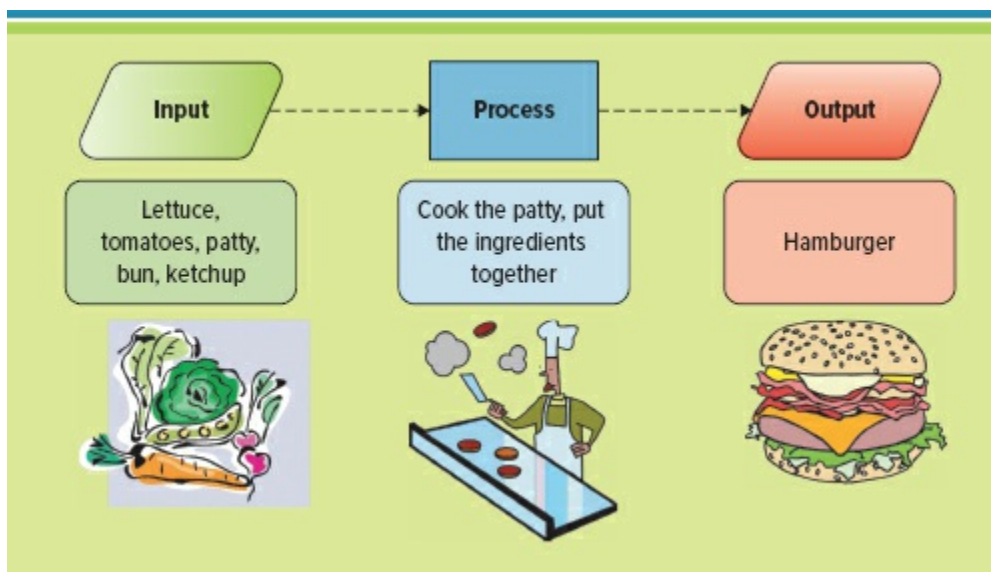 Input
Process
Output
Lettuce,
tomatoes, patty,
bun, ketchup
Cook the patty, put
the ingredients
together
Hamburger